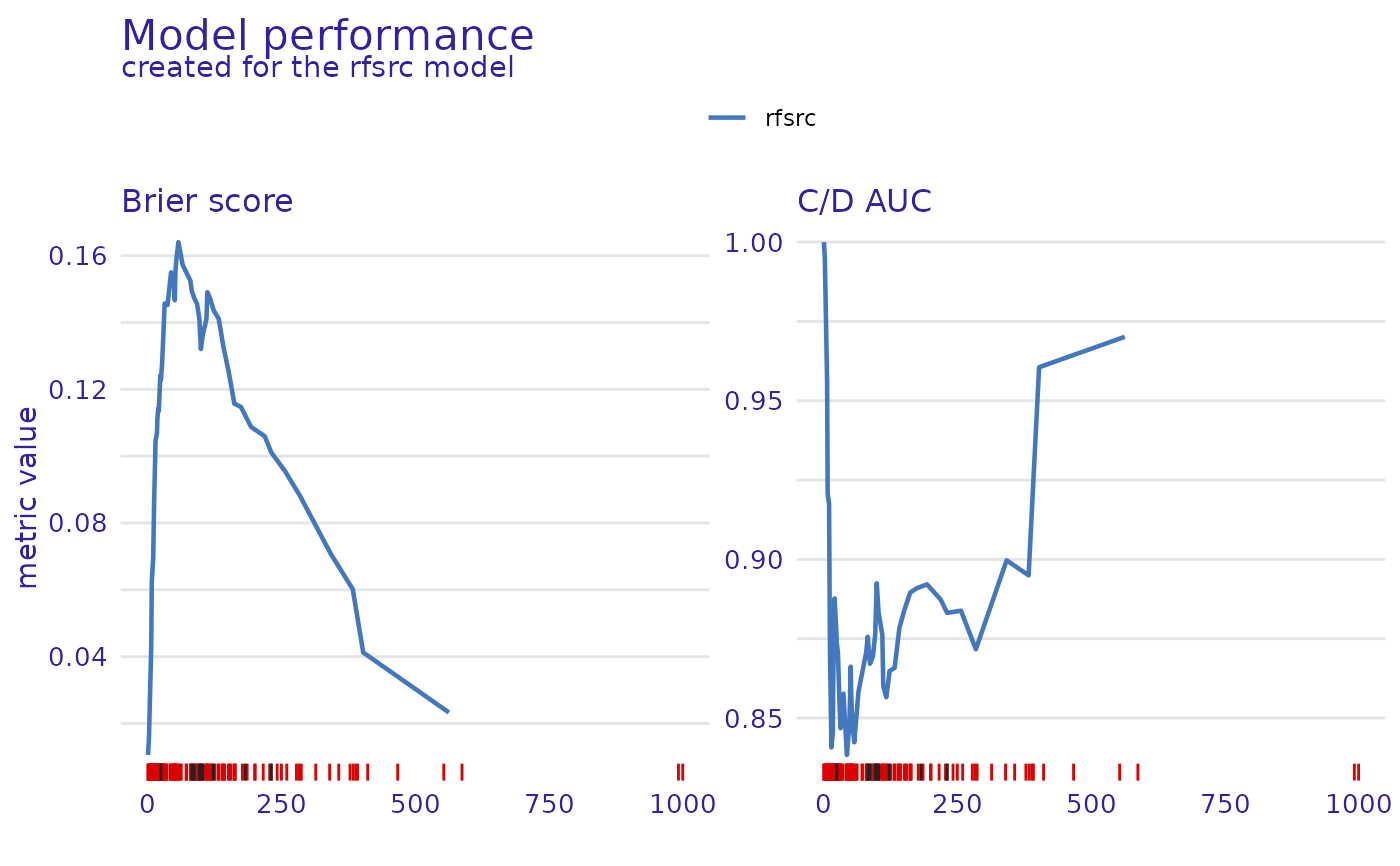 Model performance
created for the rfsrc model
rfsrc
Brier score
C/D AUC
metric value
0.16
0.12
0.08
0.04
0 250 500 750 1000
1.00
0.95
0.90
0.85
0 250 500 750 1000